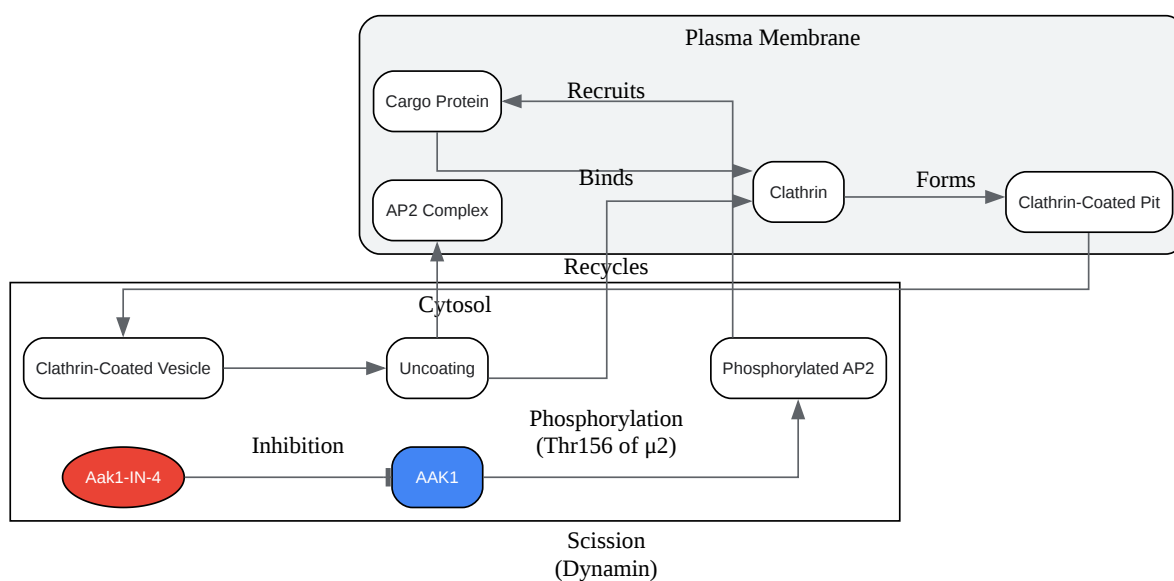 Plasma Membrane
Cargo Protein
Recruits
Binds
Clathrin
Forms
Clathrin-Coated Pit
AP2 Complex
Recycles
Cytosol
Clathrin-Coated Vesicle
Uncoating
Phosphorylated AP2
Phosphorylation
(Thr156 of μ2)
Inhibition
Aak1-IN-4
AAK1
Scission
(Dynamin)